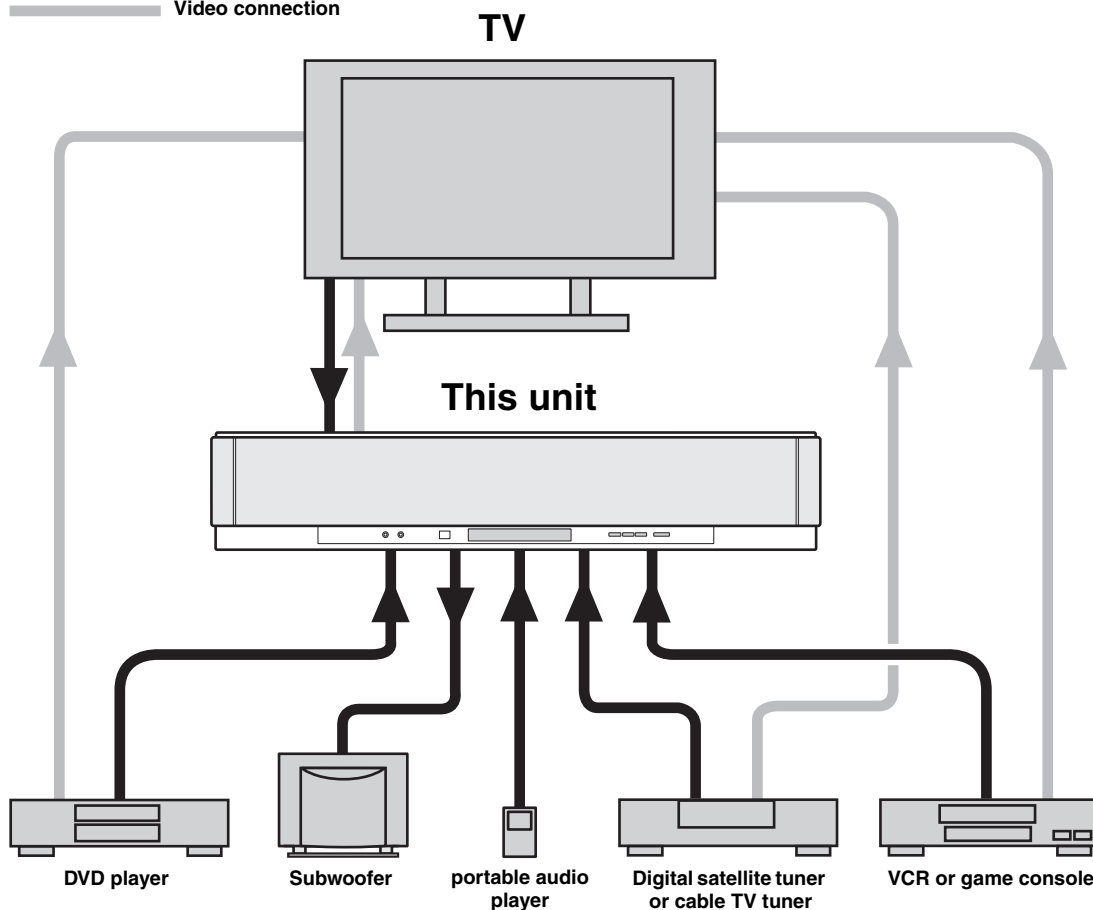 Video connection
TV
This unit
DVD player
Subwoofer
portable audio
player
Digital satellite tuner
or cable TV tuner
VCR or game console